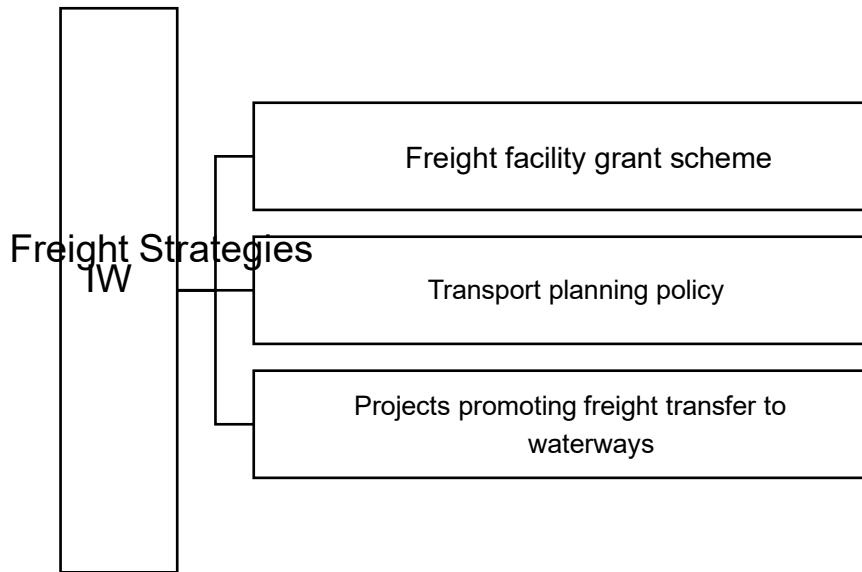 Freight Strategies
IW
Freight facility grant scheme
Transport planning policy
Projects promoting freight transfer to
waterways